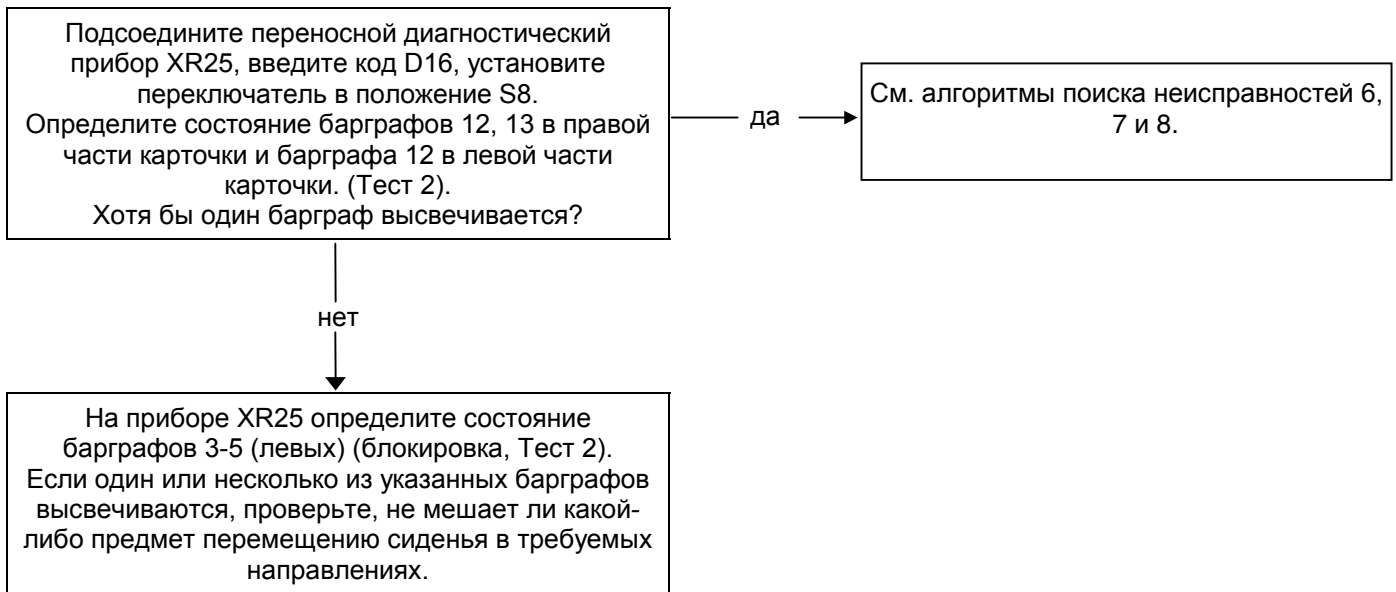 Подсоедините переносной диагностический
прибор XR25, введите код D16, установите
переключатель в положение S8.
Определите состояние барграфов 12, 13 в правой
части карточки и барграфа 12 в левой части
карточки. (Тест 2).
Хотя бы один барграф высвечивается?
да
См. алгоритмы поиска неисправностей 6,
7 и 8.
нет
На приборе XR25 определите состояние
барграфов 3-5 (левых) (блокировка, Тест 2).
Если один или несколько из указанных барграфов
высвечиваются, проверьте, не мешает ли какой-
либо предмет перемещению сиденья в требуемых
направлениях.